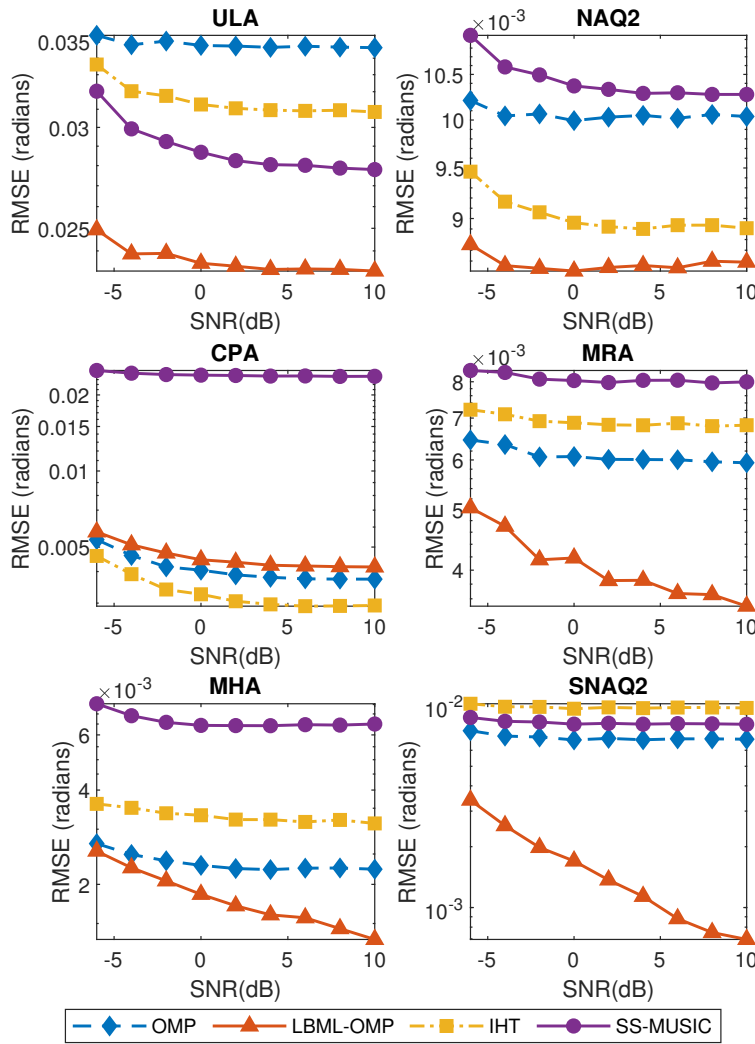 ULA
RMSE (radians)
0.035
0.03
0.025
-5 0 5 10
SNR(dB)
NAQ2
×10⁻³
RMSE (radians)
10.5
10
9.5
9
-5 0 5 10
SNR(dB)
CPA
RMSE (radians)
0.02
0.015
0.01
0.005
-5 0 5 10
SNR(dB)
MRA
×10⁻³
RMSE (radians)
8
7
6
5
4
-5 0 5 10
SNR(dB)
MHA
×10⁻³
RMSE (radians)
6
4
2
-5 0 5 10
SNR(dB)
SNAQ2
RMSE (radians)
10⁻²
10⁻³
-5 0 5 10
SNR(dB)
OMP LBML-OMP IHT SS-MUSIC